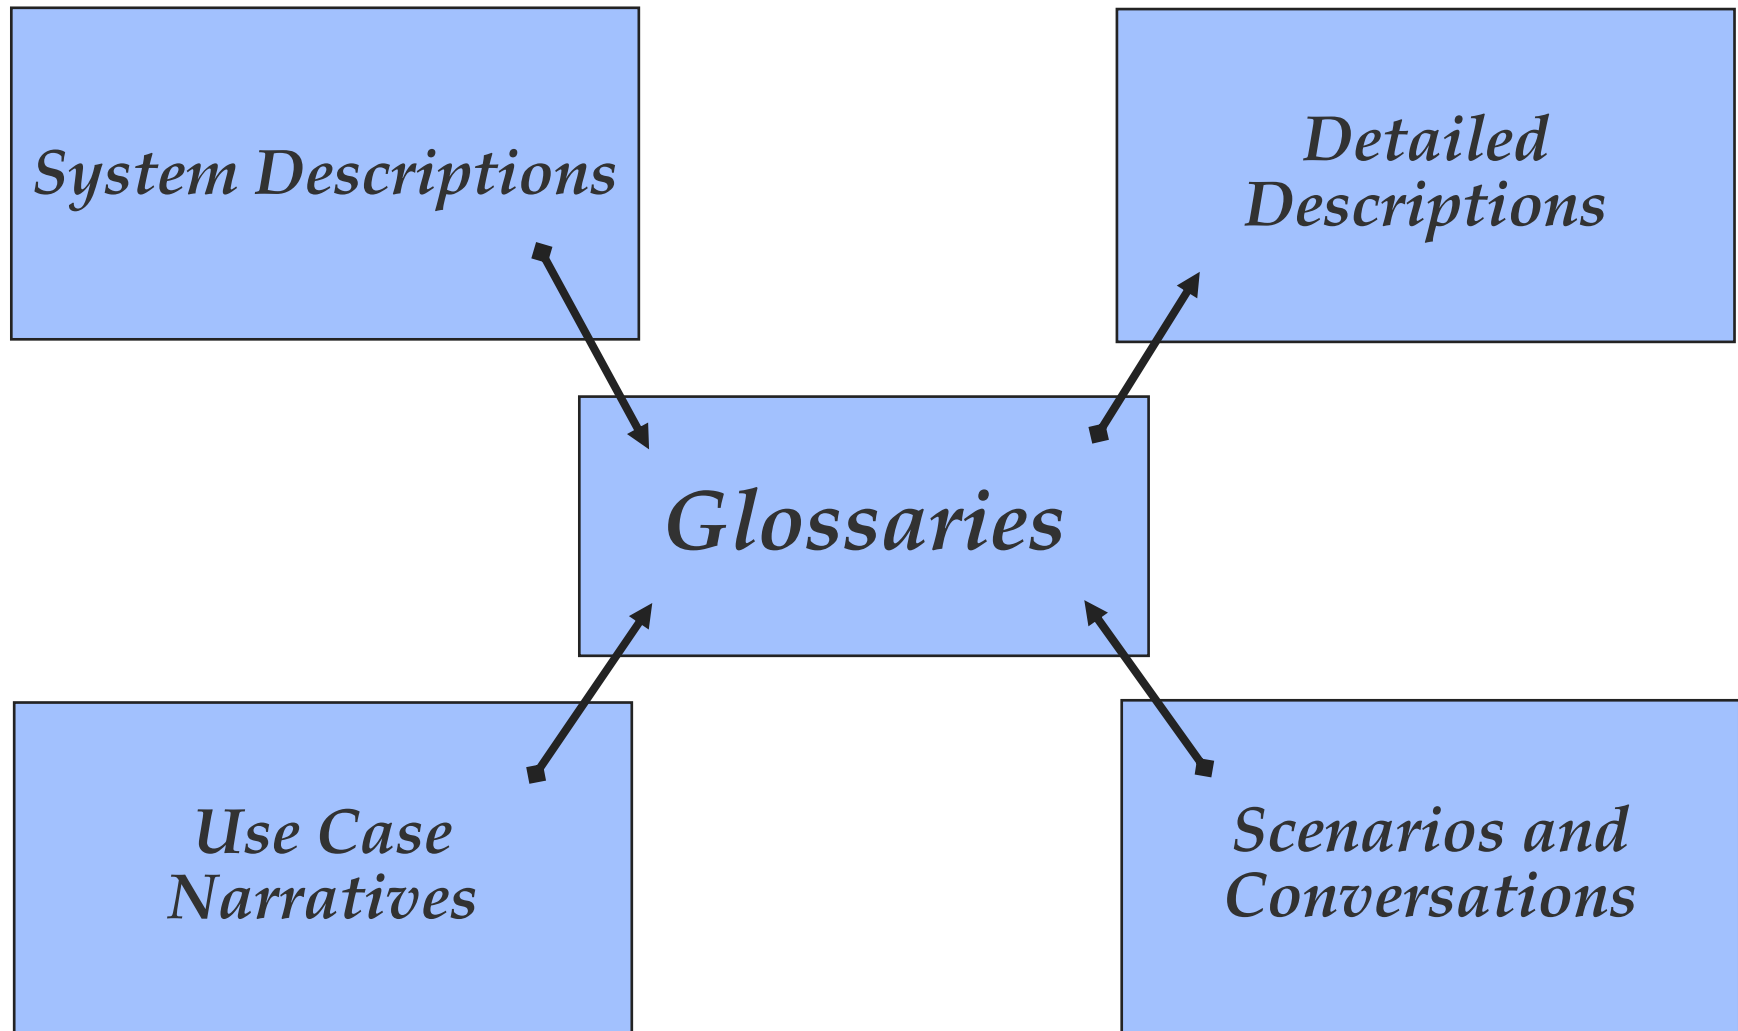 System Descriptions
Detailed
Descriptions
Glossaries
Use Case
Narratives
Scenarios and
Conversations